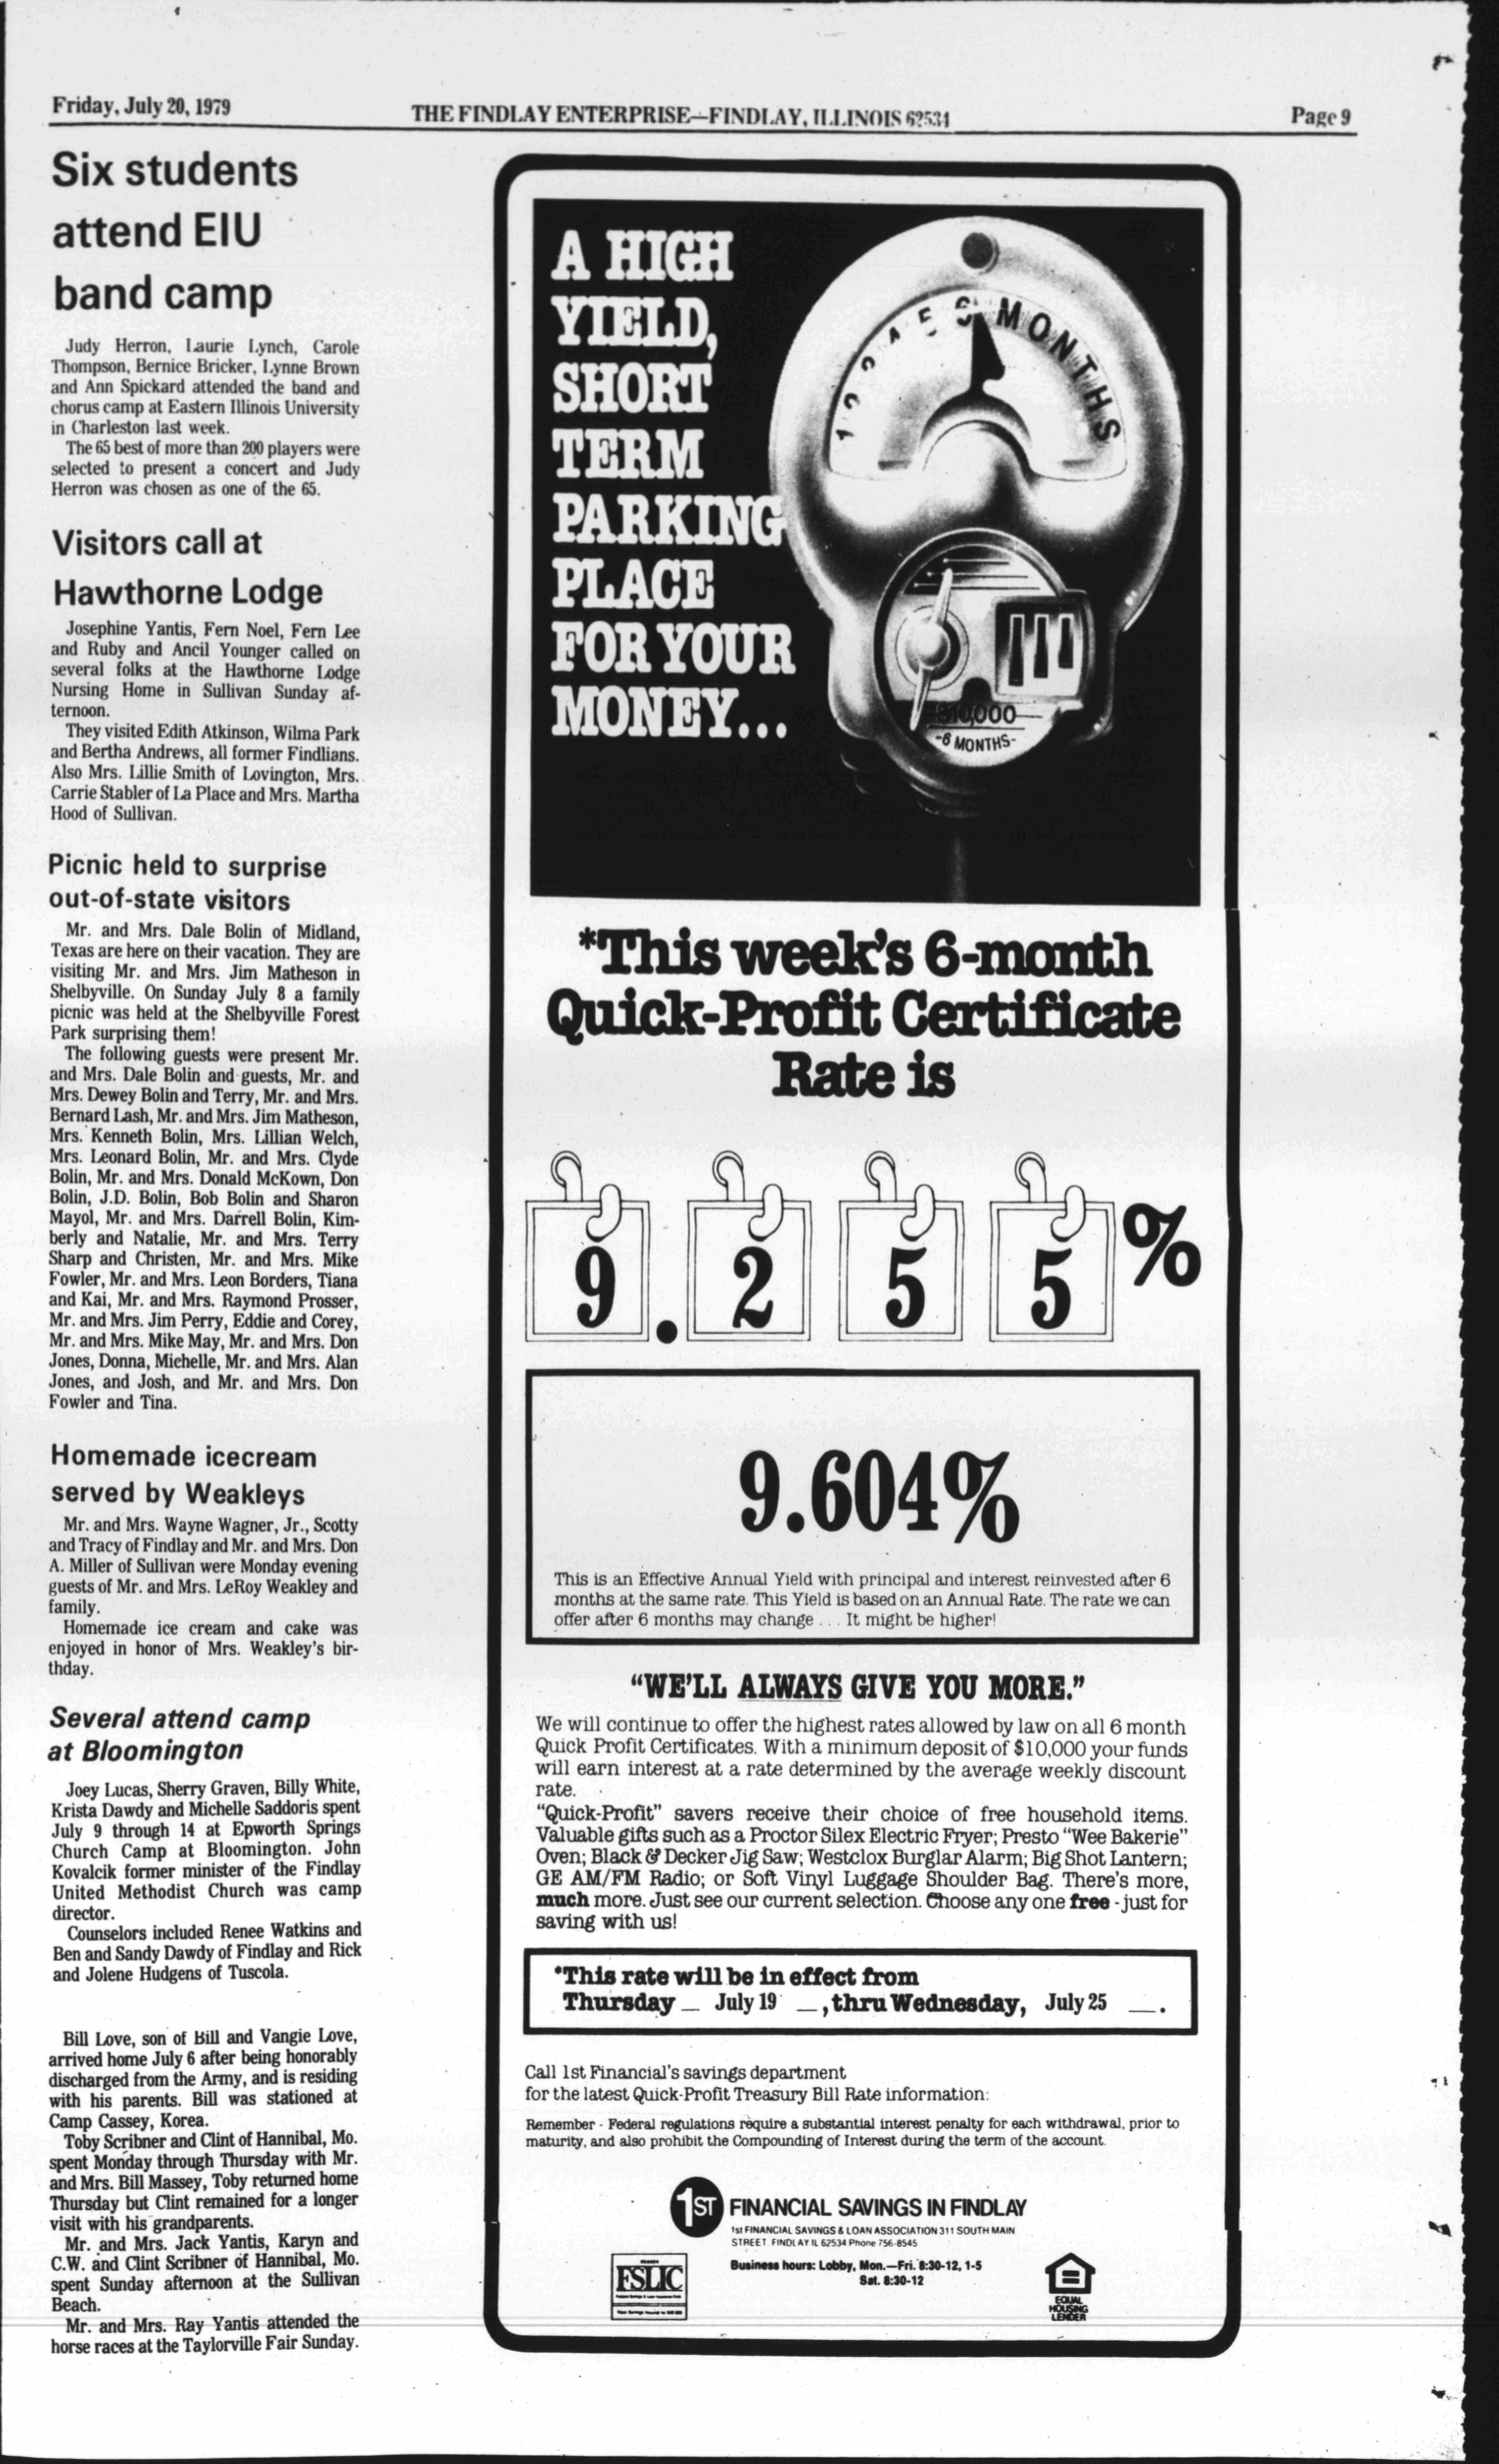 Friday, July 20, 1979
THE FINDLAY ENTERPRISE—FINDLAY, ILLINOIS 62534
Page 9
Six students
attend EIU
band camp
Judy Herron, Laurie Lynch, Carole
Thompson, Bernice Bricker, Lynne Brown
and Ann Spickard attended the band and
chorus camp at Eastern Illinois University
in Charleston last week.
The 65 best of more than 200 players were
selected to present a concert and Judy
Herron was chosen as one of the 65.
Visitors call at
Hawthorne Lodge
Josephine Yantis, Fern Noel, Fern Lee
and Ruby and Ancil Younger called on
several folks at the Hawthorne Lodge
Nursing Home in Sullivan Sunday af-
ternoon.
They visited Edith Atkinson, Wilma Park
and Bertha Andrews, all former Findlians.
Also Mrs. Lillie Smith of Lovington, Mrs.
Carrie Stabler of La Place and Mrs. Martha
Hood of Sullivan.
Picnic held to surprise
out-of-state visitors
Mr. and Mrs. Dale Bolin of Midland,
Texas are here on their vacation. They are
visiting Mr. and Mrs. Jim Matheson in
Shelbyville. On Sunday July 8 a family
picnic was held at the Shelbyville Forest
Park surprising them!
The following guests were present Mr.
and Mrs. Dale Bolin and guests, Mr. and
Mrs. Dewey Bolin and Terry, Mr. and Mrs.
Bernard Lash, Mr. and Mrs. Jim Matheson,
Mrs. Kenneth Bolin, Mrs. Lillian Welch,
Mrs. Leonard Bolin, Mr. and Mrs. Clyde
Bolin, Mr. and Mrs. Donald McKown, Don
Bolin, J.D. Bolin, Bob Bolin and Sharon
Mayol, Mr. and Mrs. Darrell Bolin, Kim-
berly and Natalie, Mr. and Mrs. Terry
Sharp and Christen, Mr. and Mrs. Mike
Fowler, Mr. and Mrs. Leon Borders, Tiana
and Kai, Mr. and Mrs. Raymond Prosser,
Mr. and Mrs. Jim Perry, Eddie and Corey,
Mr. and Mrs. Mike May, Mr. and Mrs. Don
Jones, Donna, Michelle, Mr. and Mrs. Alan
Jones, and Josh, and Mr. and Mrs. Don
Fowler and Tina.
Homemade icecream
served by Weakleys
Mr. and Mrs. Wayne Wagner, Jr., Scotty
and Tracy of Findlay and Mr. and Mrs. Don
A. Miller of Sullivan were Monday evening
guests of Mr. and Mrs. LeRoy Weakley and
family.
Homemade ice cream and cake was
enjoyed in honor of Mrs. Weakley's bir-
thday.
Several attend camp
at Bloomington
Joey Lucas, Sherry Graven, Billy White,
Krista Dawdy and Michelle Saddoris spent
July 9 through 14 at Epworth Springs
Church Camp at Bloomington. John
Kovalcik former minister of the Findlay
United Methodist Church was camp
director.
Counselors included Renee Watkins and
Ben and Sandy Dawdy of Findlay and Rick
and Jolene Hudgens of Tuscola.
Bill Love, son of Bill and Vangie Love,
arrived home July 6 after being honorably
discharged from the Army, and is residing
with his parents. Bill was stationed at
Camp Cassey, Korea.
Toby Scribner and Clint of Hannibal, Mo.
spent Monday through Thursday with Mr.
and Mrs. Bill Massey, Toby returned home
Thursday but Clint remained for a longer
visit with his grandparents.
Mr. and Mrs. Jack Yantis, Karyn and
C.W. and Clint Scribner of Hannibal, Mo.
spent Sunday afternoon at the Sullivan
Beach.
Mr. and Mrs. Ray Yantis attended the
horse races at the Taylorville Fair Sunday.
A HIGH
YIELD,
SHORT
TERM
PARKING
PLACE
FOR YOUR
MONEY...
1 2 3 4 5 6 MONTHS
$10,000
-6 MONTHS-
*This week's 6-month
Quick-Profit Certificate
Rate is
9.255%
9.604%
This is an Effective Annual Yield with principal and interest reinvested after 6
months at the same rate. This Yield is based on an Annual Rate. The rate we can
offer after 6 months may change . . . It might be higher!
"WE'LL ALWAYS GIVE YOU MORE."
We will continue to offer the highest rates allowed by law on all 6 month
Quick Profit Certificates. With a minimum deposit of $10,000 your funds
will earn interest at a rate determined by the average weekly discount
rate.
"Quick-Profit" savers receive their choice of free household items.
Valuable gifts such as a Proctor Silex Electric Fryer; Presto "Wee Bakerie"
Oven; Black & Decker Jig Saw; Westclox Burglar Alarm; Big Shot Lantern;
GE AM/FM Radio; or Soft Vinyl Luggage Shoulder Bag. There's more,
much more. Just see our current selection. Choose any one free - just for
saving with us!
*This rate will be in effect from
Thursday _ July 19 _, thru Wednesday, July 25 _.
Call 1st Financial's savings department
for the latest Quick-Profit Treasury Bill Rate information:
Remember - Federal regulations require a substantial interest penalty for each withdrawal, prior to
maturity, and also prohibit the Compounding of Interest during the term of the account.
1ST FINANCIAL SAVINGS IN FINDLAY
1st FINANCIAL SAVINGS & LOAN ASSOCIATION 311 SOUTH MAIN
STREET FINDLAY IL 62534 Phone 756-8545
Business hours: Lobby, Mon.—Fri. 8:30-12, 1-5
Sat. 8:30-12
FSLIC
EQUAL
HOUSING
LENDER